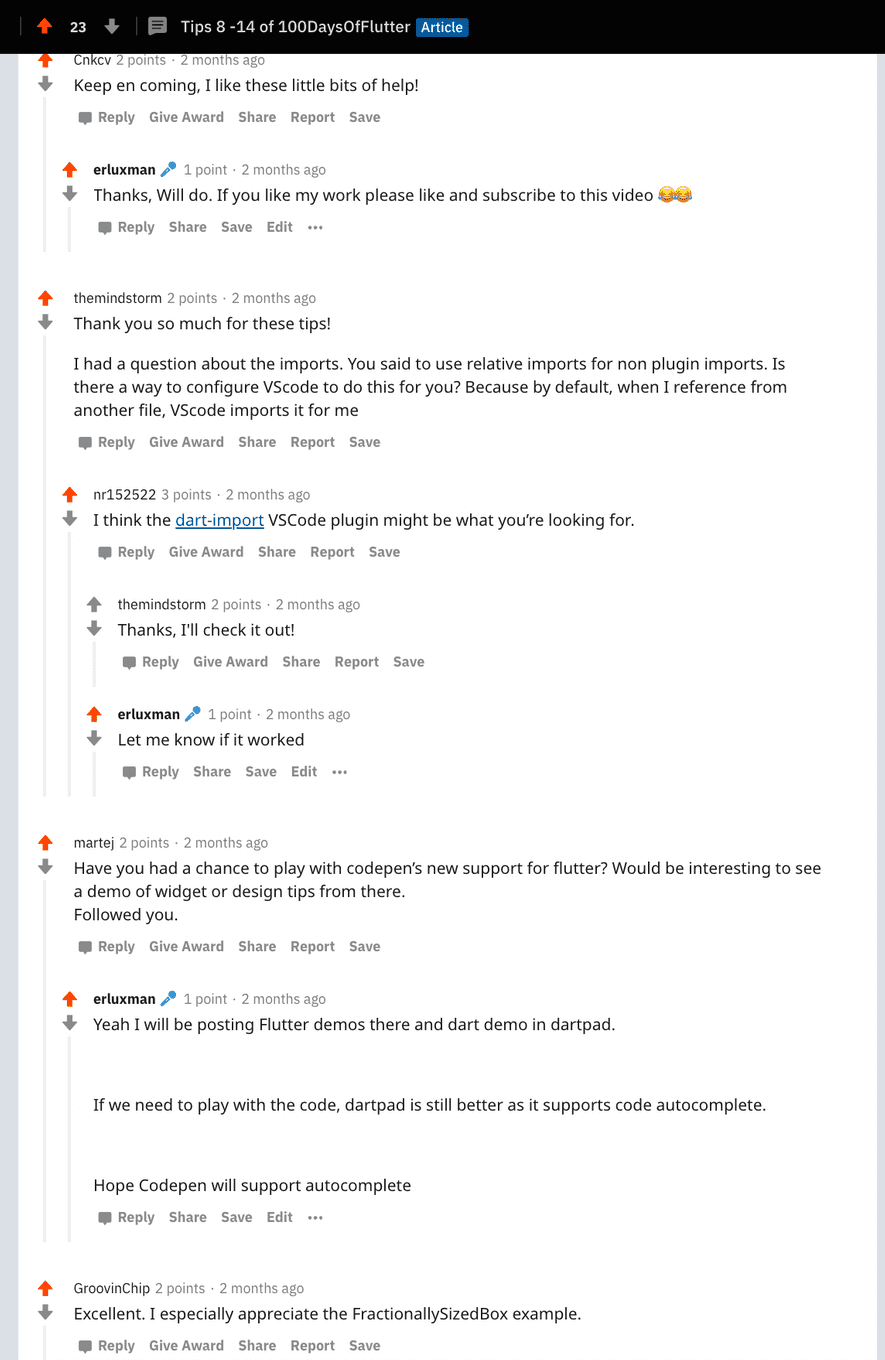 23 Tips 8 -14 of 100DaysOfFlutter Article
Cnkcv 2 points · 2 months ago
Keep en coming, I like these little bits of help!
Reply Give Award Share Report Save
erluxman 🎤 1 point · 2 months ago
Thanks, Will do. If you like my work please like and subscribe to this video 😂😂
Reply Share Save Edit •••
themindstorm 2 points · 2 months ago
Thank you so much for these tips!
I had a question about the imports. You said to use relative imports for non plugin imports. Is
there a way to configure VScode to do this for you? Because by default, when I reference from
another file, VScode imports it for me
Reply Give Award Share Report Save
nr152522 3 points · 2 months ago
I think the dart-import VSCode plugin might be what you’re looking for.
Reply Give Award Share Report Save
themindstorm 2 points · 2 months ago
Thanks, I'll check it out!
Reply Give Award Share Report Save
erluxman 🎤 1 point · 2 months ago
Let me know if it worked
Reply Share Save Edit •••
martej 2 points · 2 months ago
Have you had a chance to play with codepen’s new support for flutter? Would be interesting to see
a demo of widget or design tips from there.
Followed you.
Reply Give Award Share Report Save
erluxman 🎤 1 point · 2 months ago
Yeah I will be posting Flutter demos there and dart demo in dartpad.
If we need to play with the code, dartpad is still better as it supports code autocomplete.
Hope Codepen will support autocomplete
Reply Share Save Edit •••
GroovinChip 2 points · 2 months ago
Excellent. I especially appreciate the FractionallySizedBox example.
Reply Give Award Share Report Save